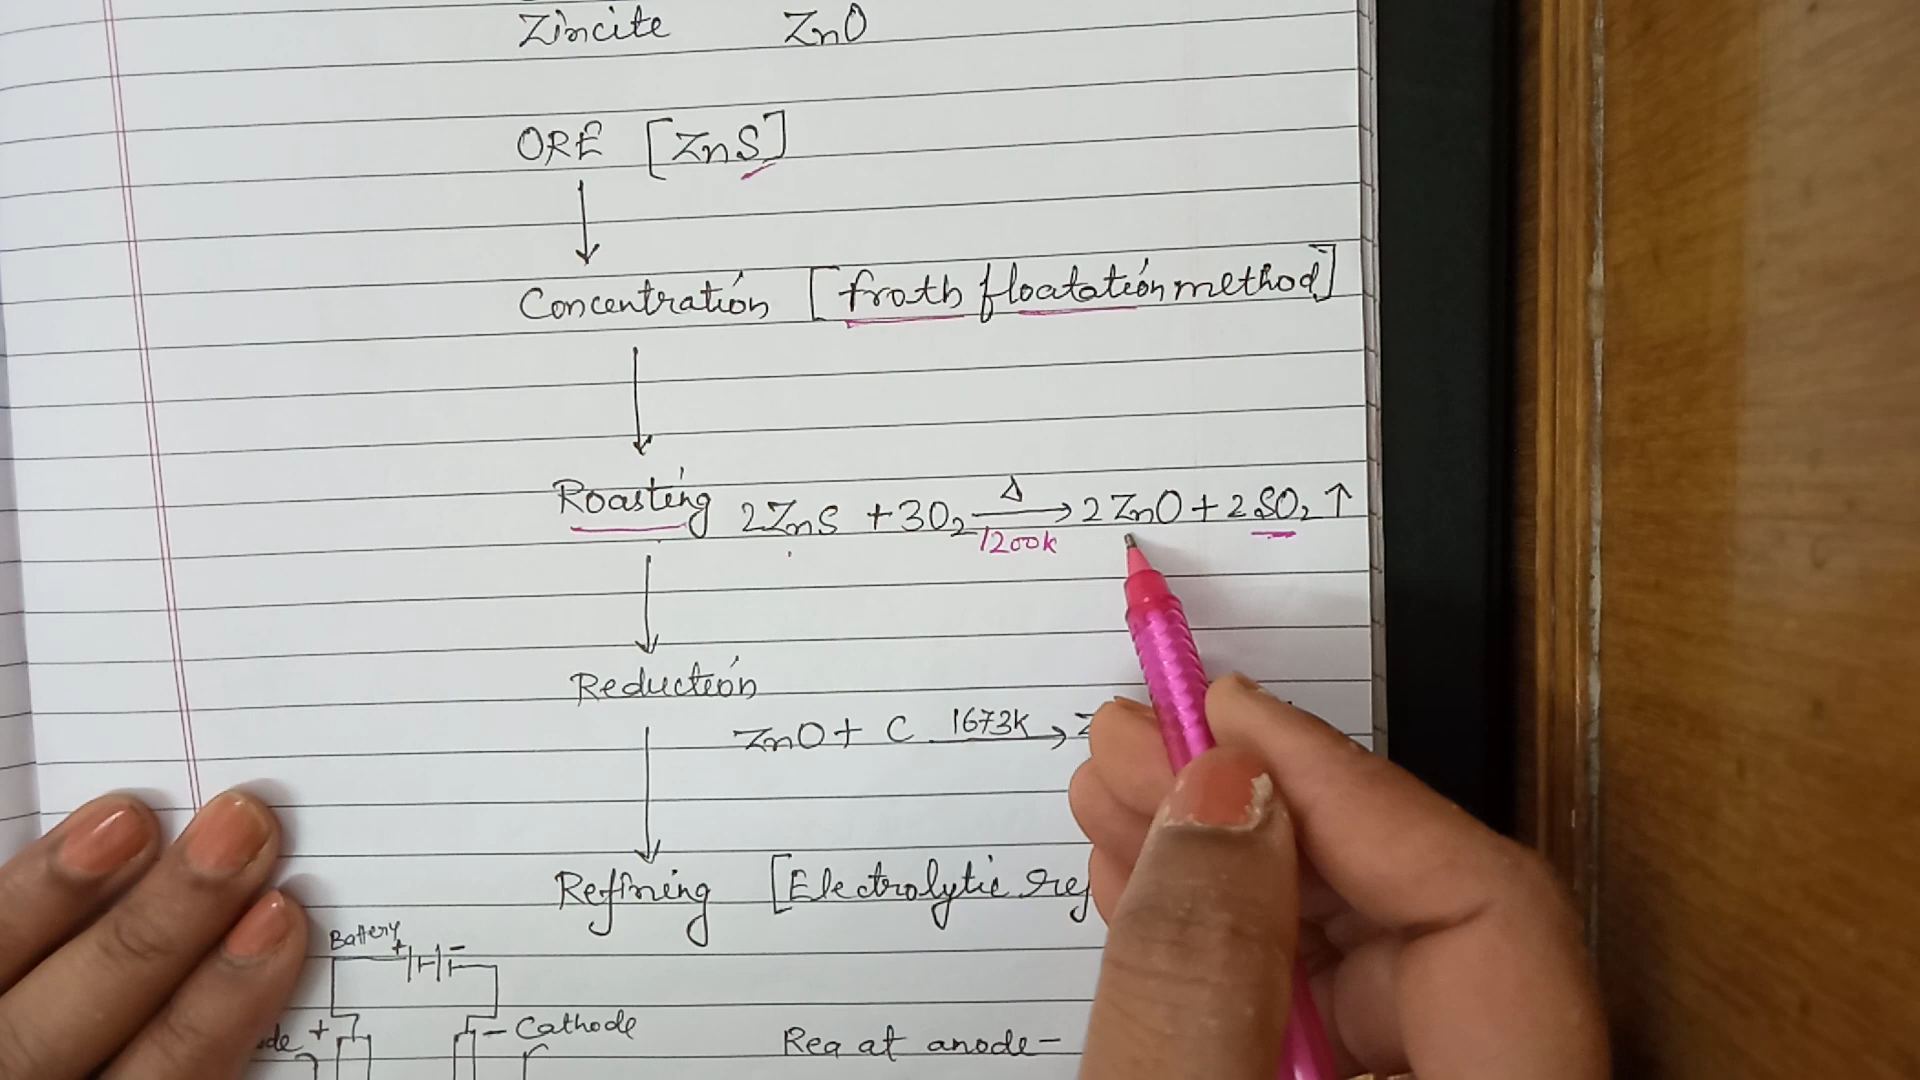 Zincite ZnO
ORE [ZnS]
Concentration [froth floatation method]
Roasting 2ZnS + 3O₂ Δ→ 2ZnO + 2SO₂ ↑
1200k
Reduction
ZnO + C 1673k→
Refining [Electrolytic
Battery
+ −
+ − Cathode
Rea at anode-